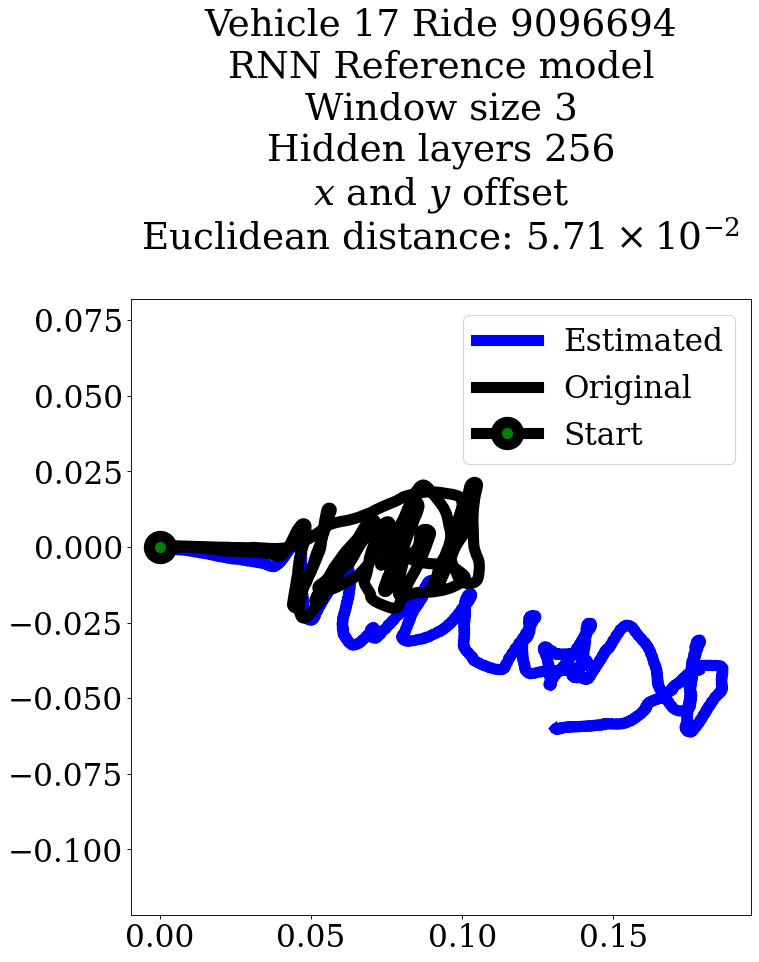 Vehicle 17 Ride 9096694
RNN Reference model
Window size 3
Hidden layers 256
x and y offset
Euclidean distance: 5.71 × 10⁻²
Estimated
Original
Start
0.075
0.050
0.025
0.000
−0.025
−0.050
−0.075
−0.100
0.00 0.05 0.10 0.15